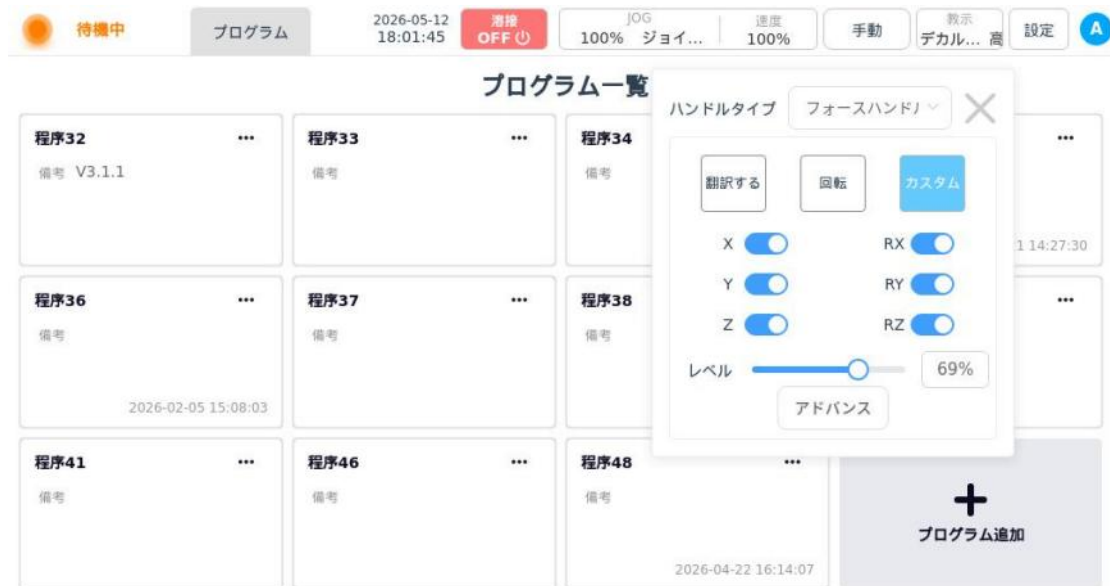 待機中
プログラム
2026-05-12
18:01:45
溶接
OFF
JOG
100% ジョイ...
速度
100%
手動
教示
デカル... 高
設定
A
プログラム一覧
ハンドルタイプ
フォースハンド
程序32
備考 V3.1.1
程序33
備考
程序34
備考
翻訳する
回転
カスタム
X
RX
Y
RY
Z
RZ
レベル
69%
アドバンス
1 14:27:30
程序36
備考
2026-02-05 15:08:03
程序37
備考
程序38
備考
程序41
備考
程序46
備考
程序48
備考
2026-04-22 16:14:07
プログラム追加